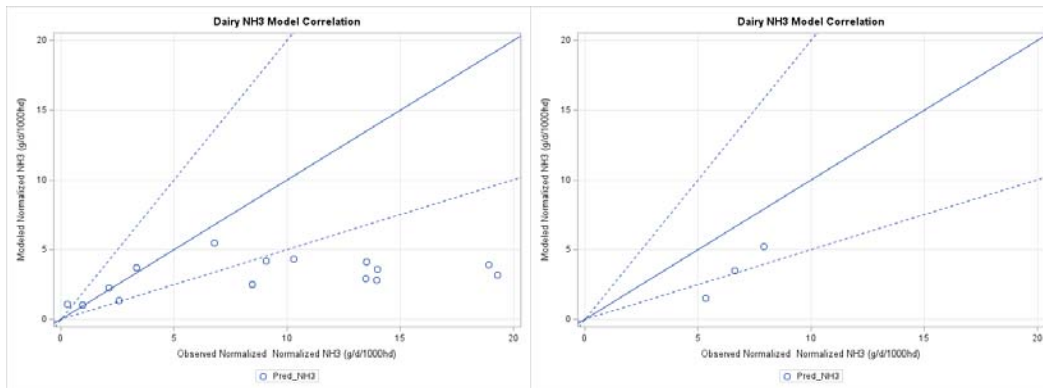 Dairy NH3 Model Correlation
Modeled Normalized NH3 (g/d/1000hd)
20
15
10
5
0
0 5 10 15 20
Observed Normalized Normalized NH3 (g/d/1000hd)
Pred_NH3
Dairy NH3 Model Correlation
Modeled Normalized NH3 (g/d/1000hd)
20
15
10
5
0
0 5 10 15 20
Observed Normalized Normalized NH3 (g/d/1000hd)
Pred_NH3